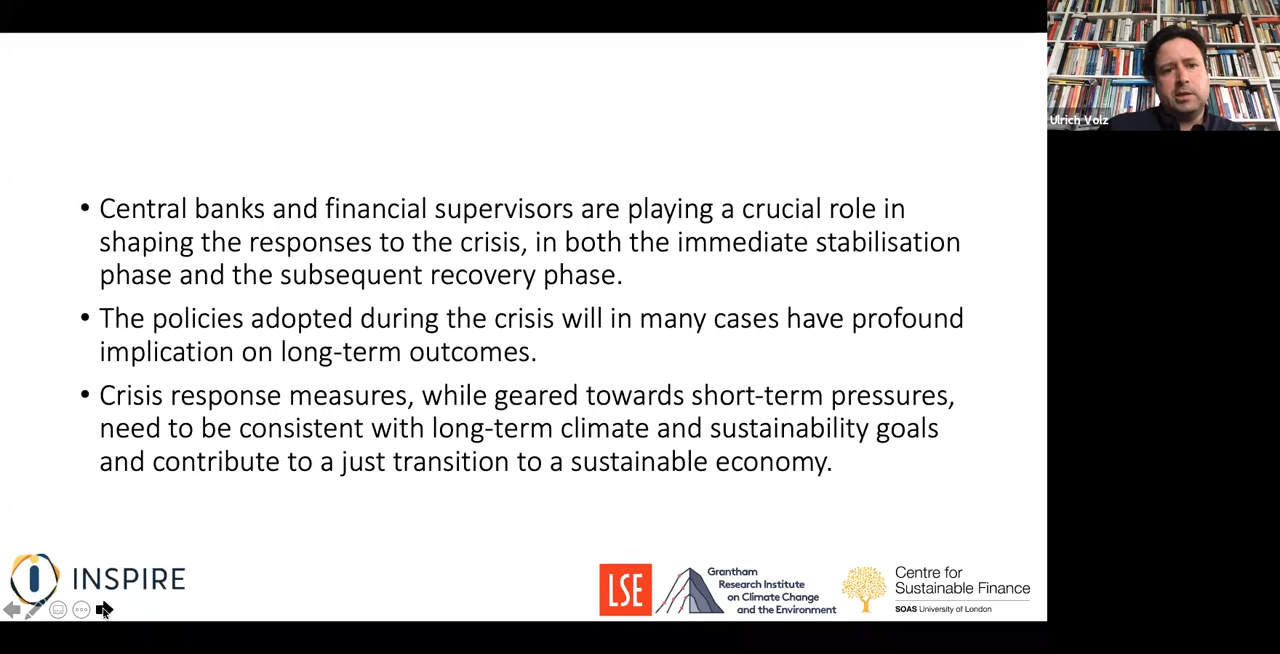 Ulrich Volz
• Central banks and financial supervisors are playing a crucial role in
shaping the responses to the crisis, in both the immediate stabilisation
phase and the subsequent recovery phase.
• The policies adopted during the crisis will in many cases have profound
implication on long-term outcomes.
• Crisis response measures, while geared towards short-term pressures,
need to be consistent with long-term climate and sustainability goals
and contribute to a just transition to a sustainable economy.
INSPIRE
LSE
Grantham
Research Institute
on Climate Change
and the Environment
Centre for
Sustainable Finance
SOAS University of London